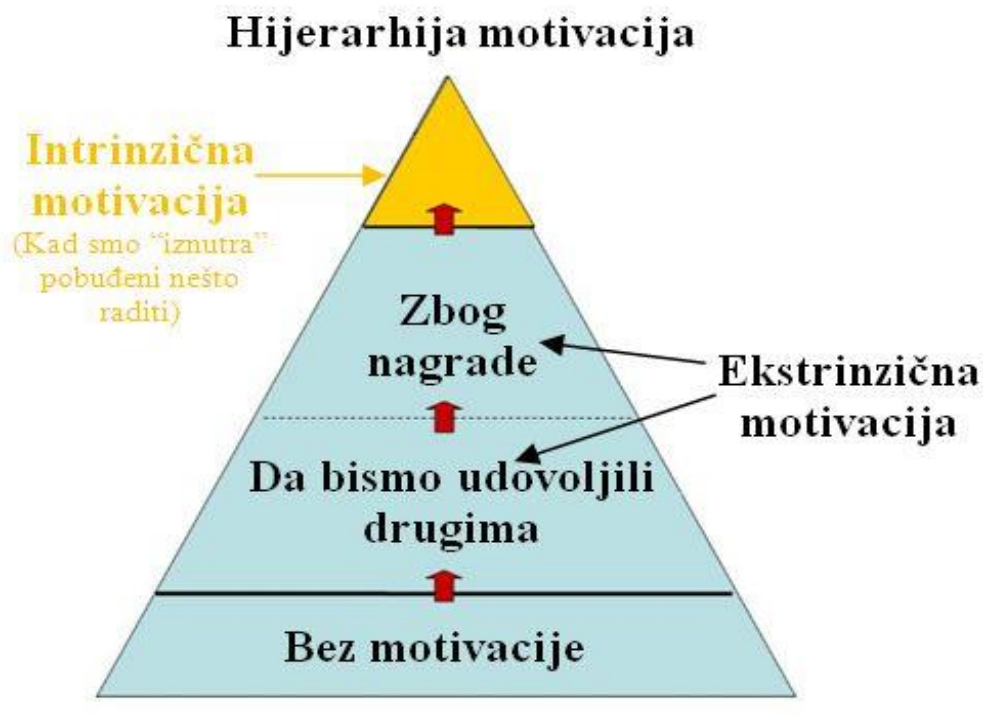 Hijerarhija motivacija
Intrinzična
motivacija
(Kad smo “iznutra”
pobuđeni nešto
raditi)
Zbog
nagrade
Ekstrinzična
motivacija
Da bismo udovoljili
drugima
Bez motivacije